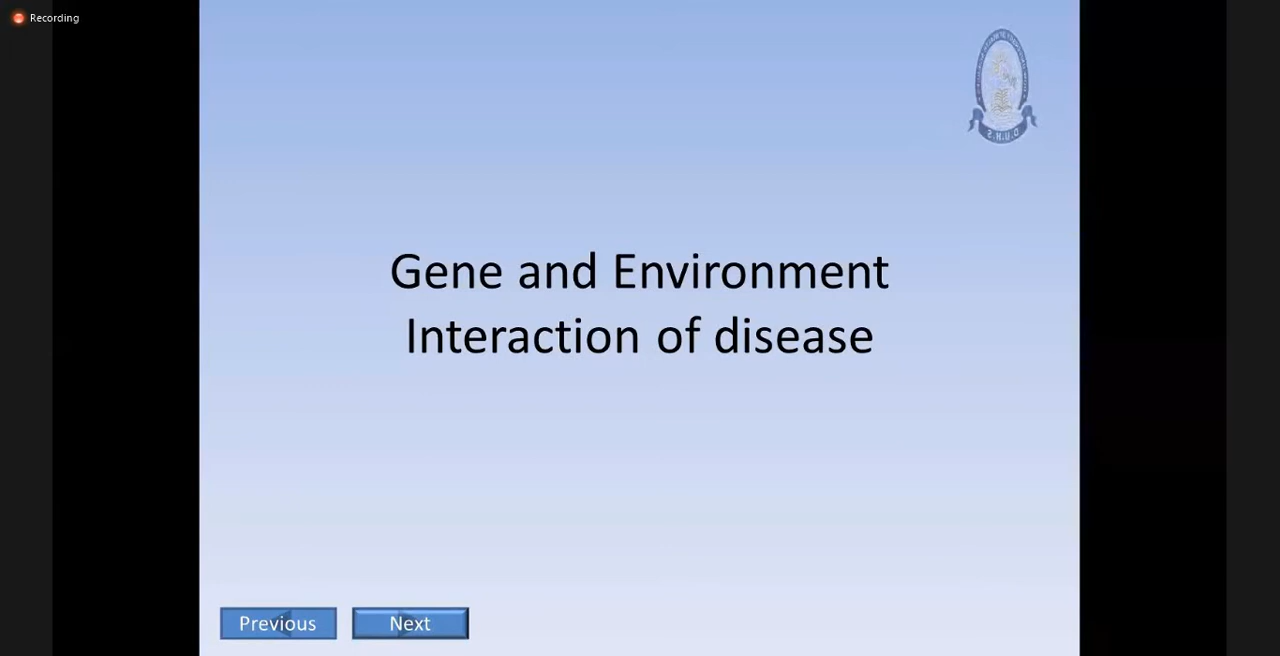 Recording
Gene and Environment
Interaction of disease
Previous
Next